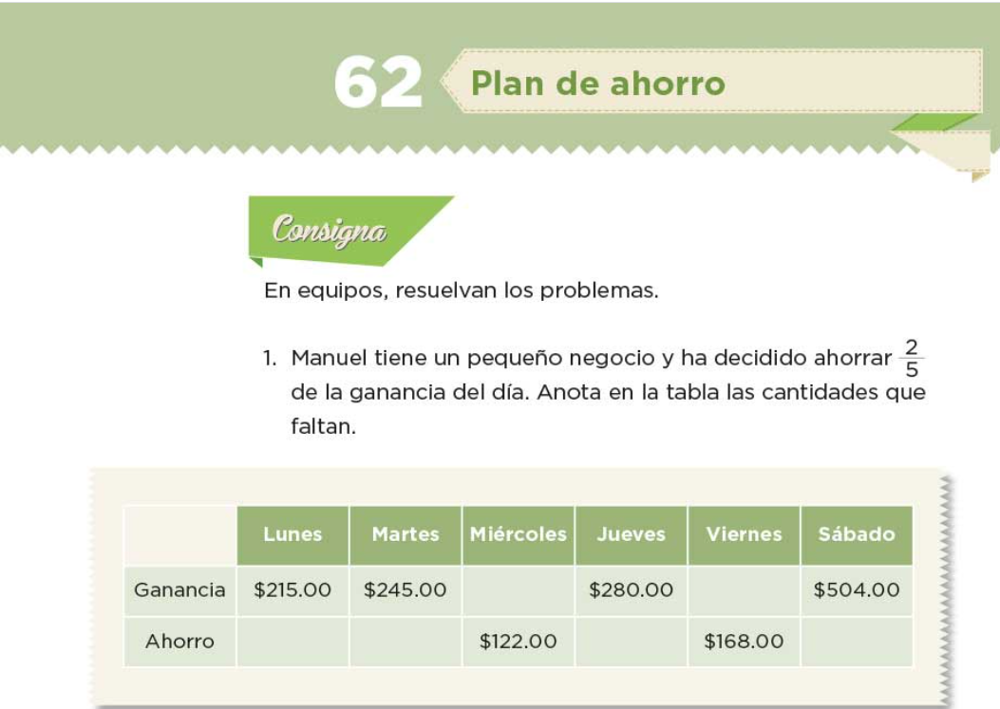 62 Plan de ahorro
Consigna
En equipos, resuelvan los problemas.
1. Manuel tiene un pequeño negocio y ha decidido ahorrar 2/5
de la ganancia del día. Anota en la tabla las cantidades que
faltan.
Lunes Martes Miércoles Jueves Viernes Sábado
Ganancia $215.00 $245.00 $280.00 $504.00
Ahorro $122.00 $168.00